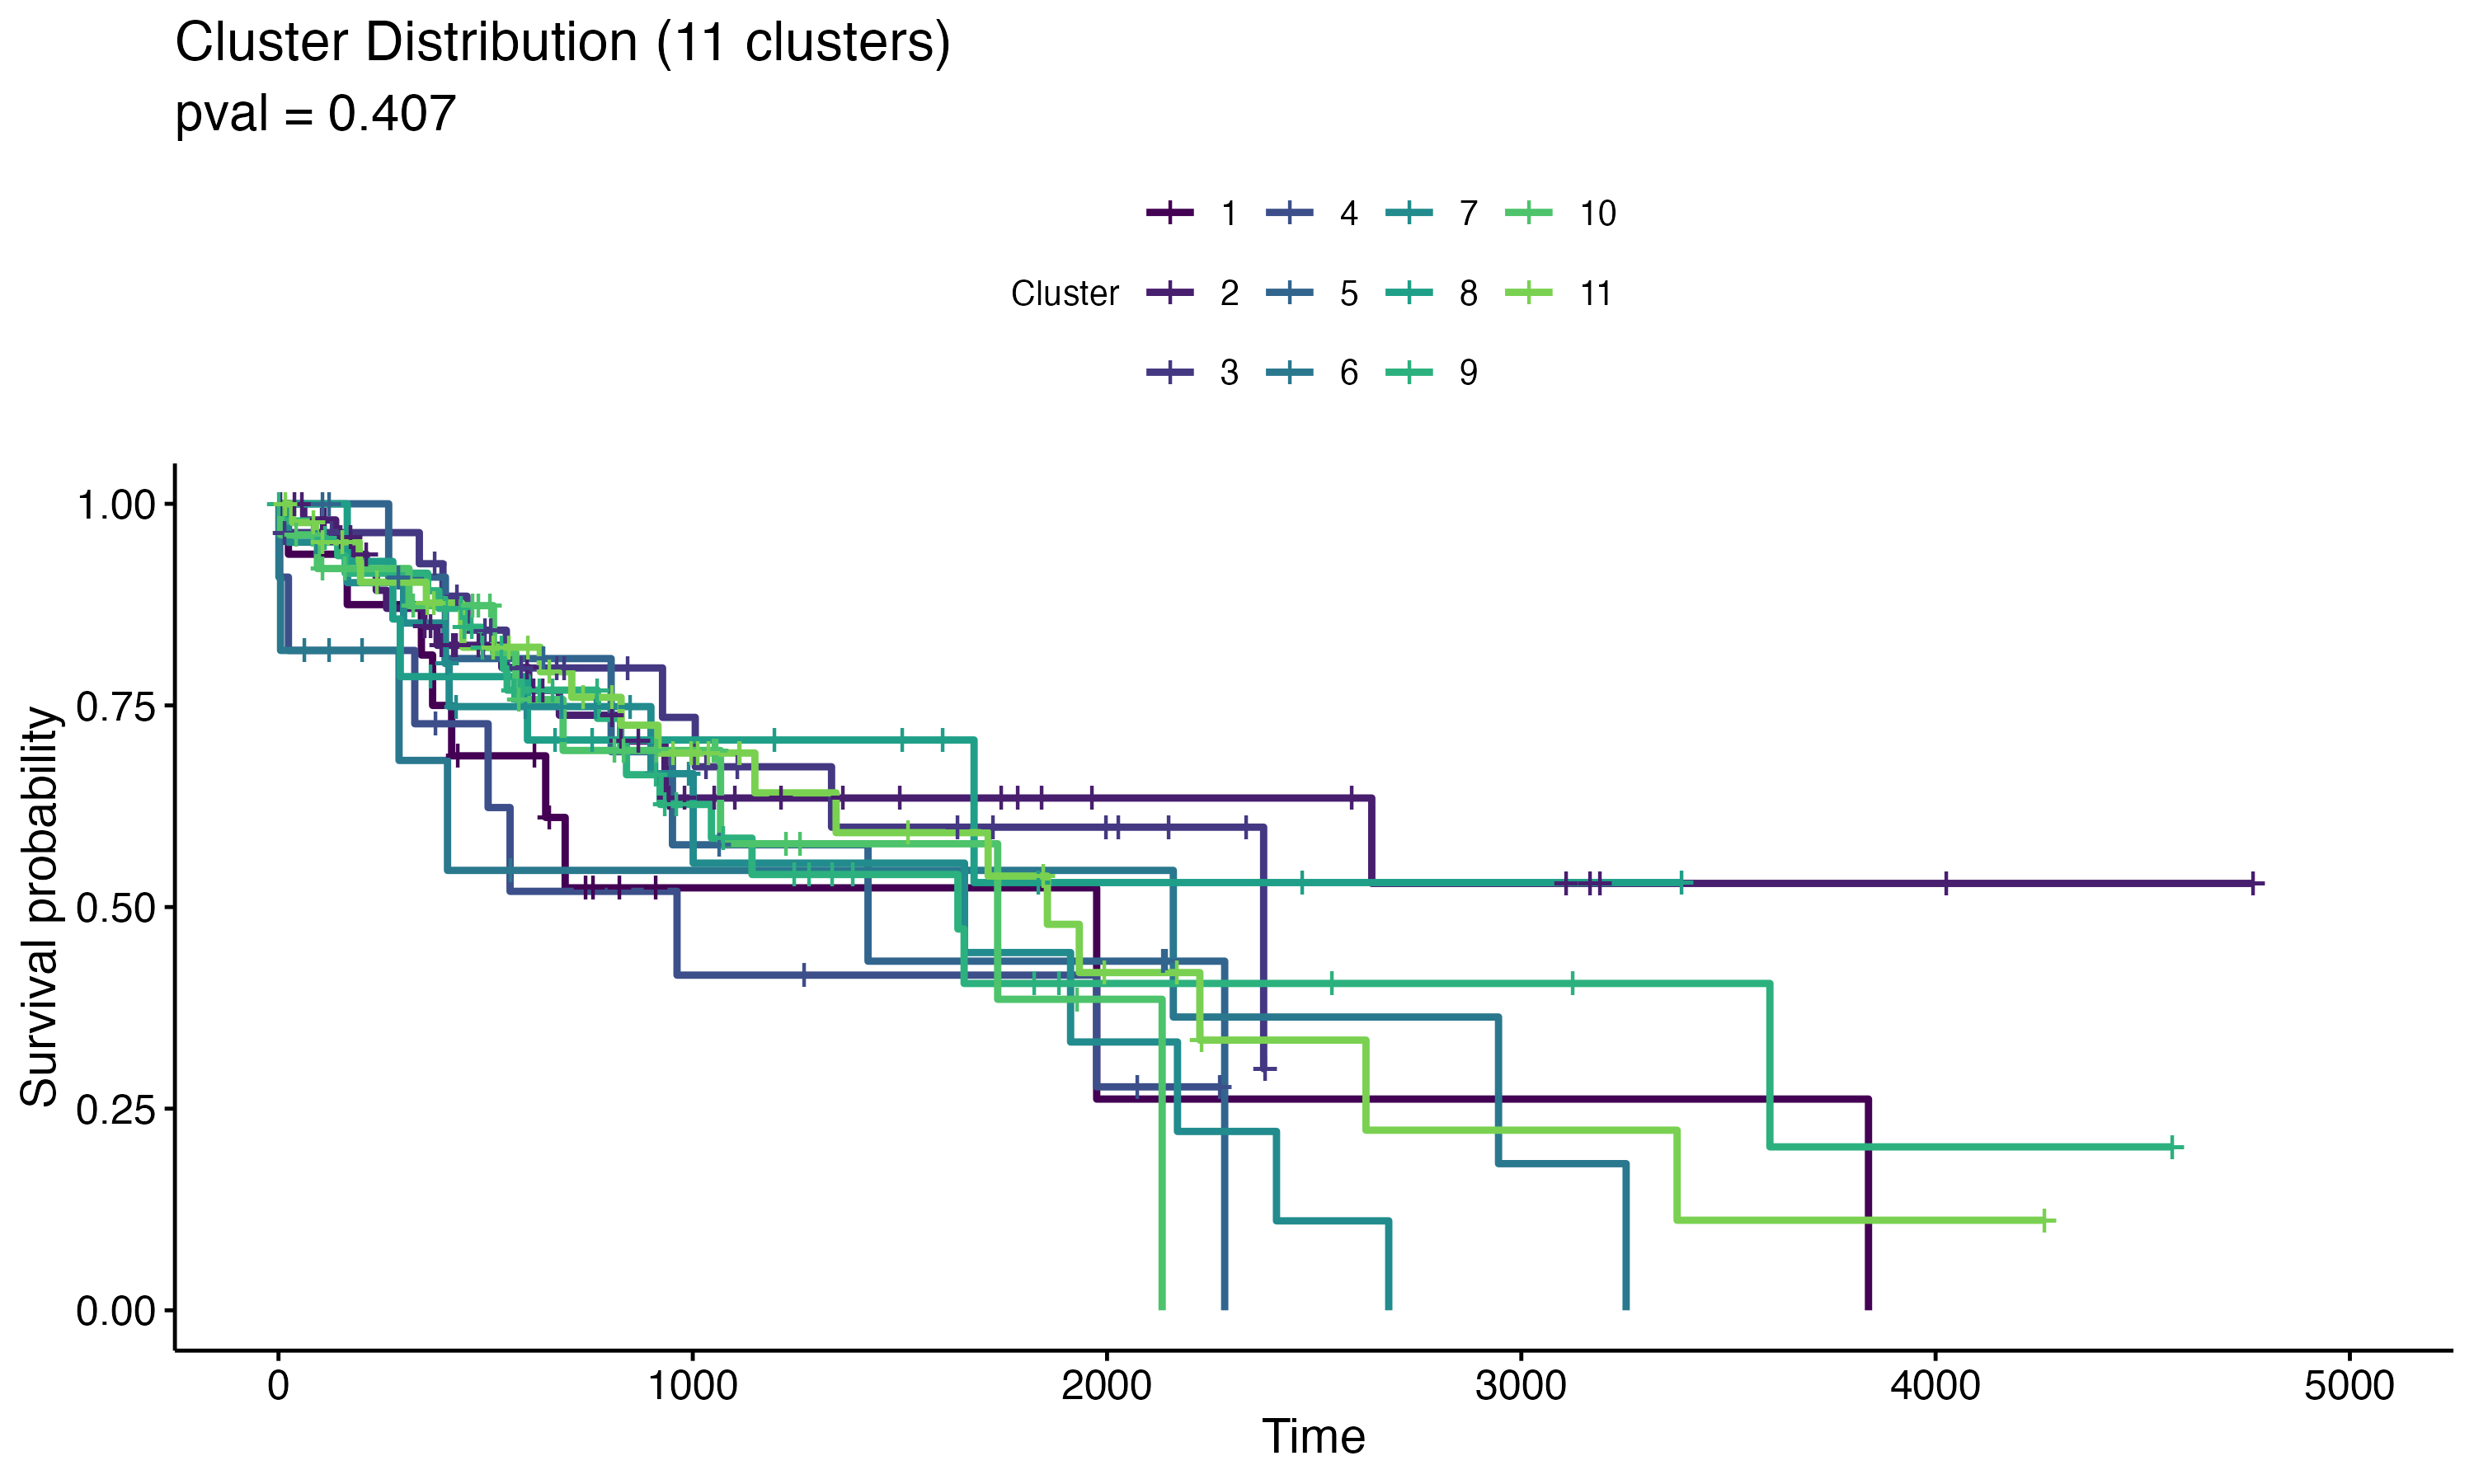 Cluster Distribution (11 clusters)
pval = 0.407
1 4 7 10
Cluster 2 5 8 11
3 6 9
Survival probability
1.00
0.75
0.50
0.25
0.00
0 1000 2000 3000 4000 5000
Time